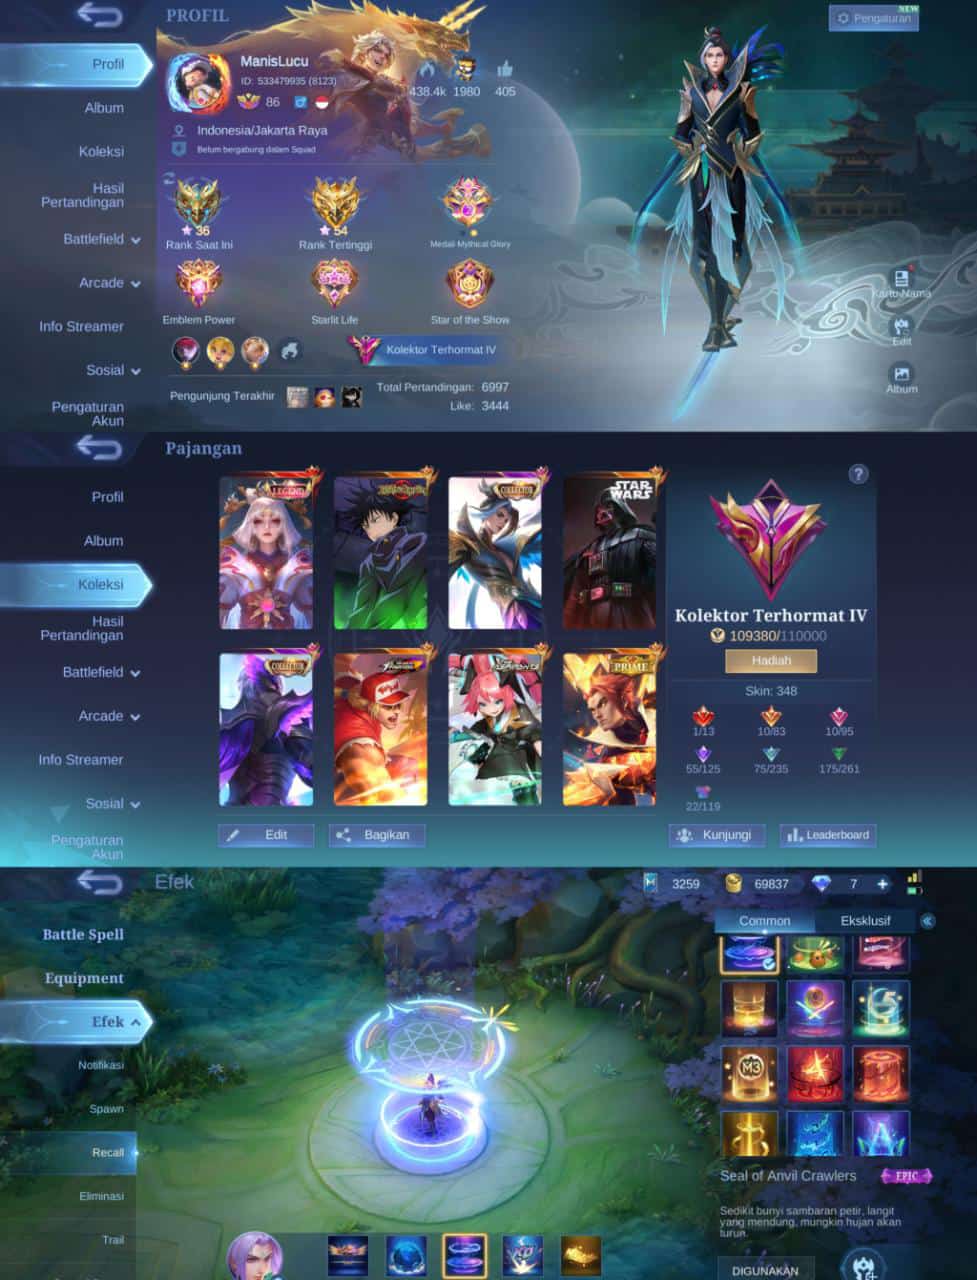 PROFIL
NEW
Pengaturan
Profil
ManisLucu
ID: 533479935 (8123)
86
438.4k
1980
405
Album
Indonesia/Jakarta Raya
Belum bergabung dalam Squad
Koleksi
Hasil
Pertandingan
36
54
Rank Saat Ini
Rank Tertinggi
Medali Mythical Glory
Battlefield
Arcade
Kartu Nama
Emblem Power
Starlit Life
Star of the Show
Info Streamer
Edit
Kolektor Terhormat IV
Sosial
Total Pertandingan: 6997
Pengunjung Terakhir
Like: 3444
Album
Pengaturan
Akun
Pajangan
?
Profil
LEGEND
COLLECTOR
STAR
WARS
Album
Koleksi
Hasil
Pertandingan
Kolektor Terhormat IV
109380/110000
Hadiah
Battlefield
COLLECTOR
PRIME
Skin: 348
Arcade
1/13
10/83
10/95
Info Streamer
55/125
75/235
175/261
Sosial
22/119
Pengaturan
Akun
Edit
Bagikan
Kunjungi
Leaderboard
Efek
3259
69837
7
Common
Eksklusif
Battle Spell
Equipment
Efek
Notifikasi
M3
Spawn
Recall
Seal of Anvil Crawlers
EPIC
Eliminasi
Sedikit bunyi sambaran petir, langit
yang mendung, mungkin hujan akan
turun.
Trail
KO
DIGUNAKAN